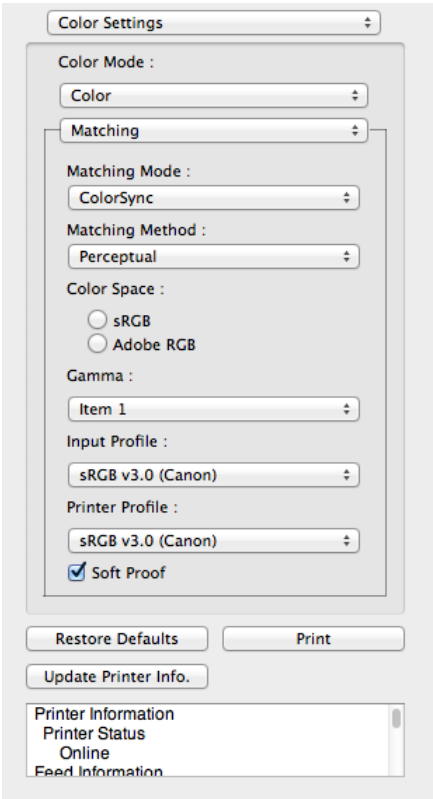 Color Settings
Color Mode :
Color
Matching
Matching Mode :
ColorSync
Matching Method :
Perceptual
Color Space :
sRGB
Adobe RGB
Gamma :
Item 1
Input Profile :
sRGB v3.0 (Canon)
Printer Profile :
sRGB v3.0 (Canon)
Soft Proof
Restore Defaults Print
Update Printer Info.
Printer Information
Printer Status
Online
Feed Information